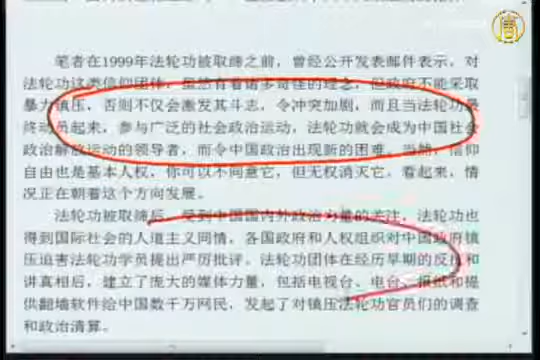 唐
笔者在1999年法轮功被取缔之前，曾经公开发表邮件表示，对
法轮功这类信仰团体，虽然有着诸多奇怪的理念，但政府不能采取
暴力镇压，否则不仅会激发其斗志，令冲突加剧，而且当法轮功最
终动员起来，参与广泛的社会政治运动，法轮功就会成为中国社会
政治解放运动的领导者，而令中国政治出现新的困难。当然，信仰
自由也是基本人权，你可以不同意它，但无权消灭它，看起来，情
况正在朝着这个方向发展。
法轮功被取缔后，受到中国国内外政治力量的关注，法轮功也
得到国际社会的人道主义同情，各国政府和人权组织对中国政府镇
压迫害法轮功学员提出严厉批评。法轮功团体在经历早期的反抗和
讲真相后，建立了庞大的媒体力量，包括电视台、电台、报纸和提
供翻墙软件给中国数千万网民，发起了对镇压法轮功官员们的调查
和政治清算。